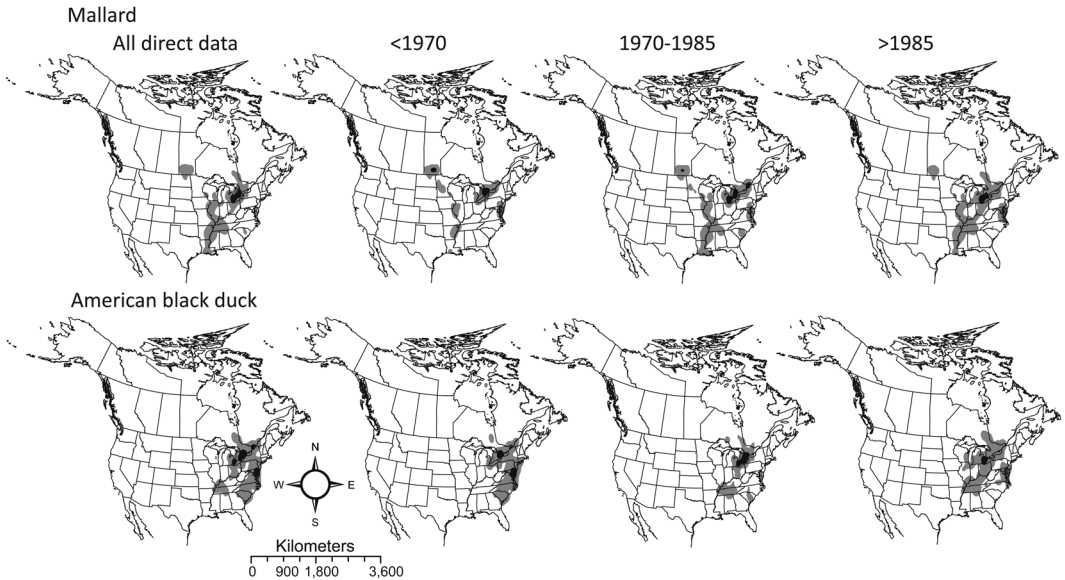 Mallard
All direct data
<1970
1970-1985
>1985
American black duck
N
W
E
S
Kilometers
0 900 1,800 3,600